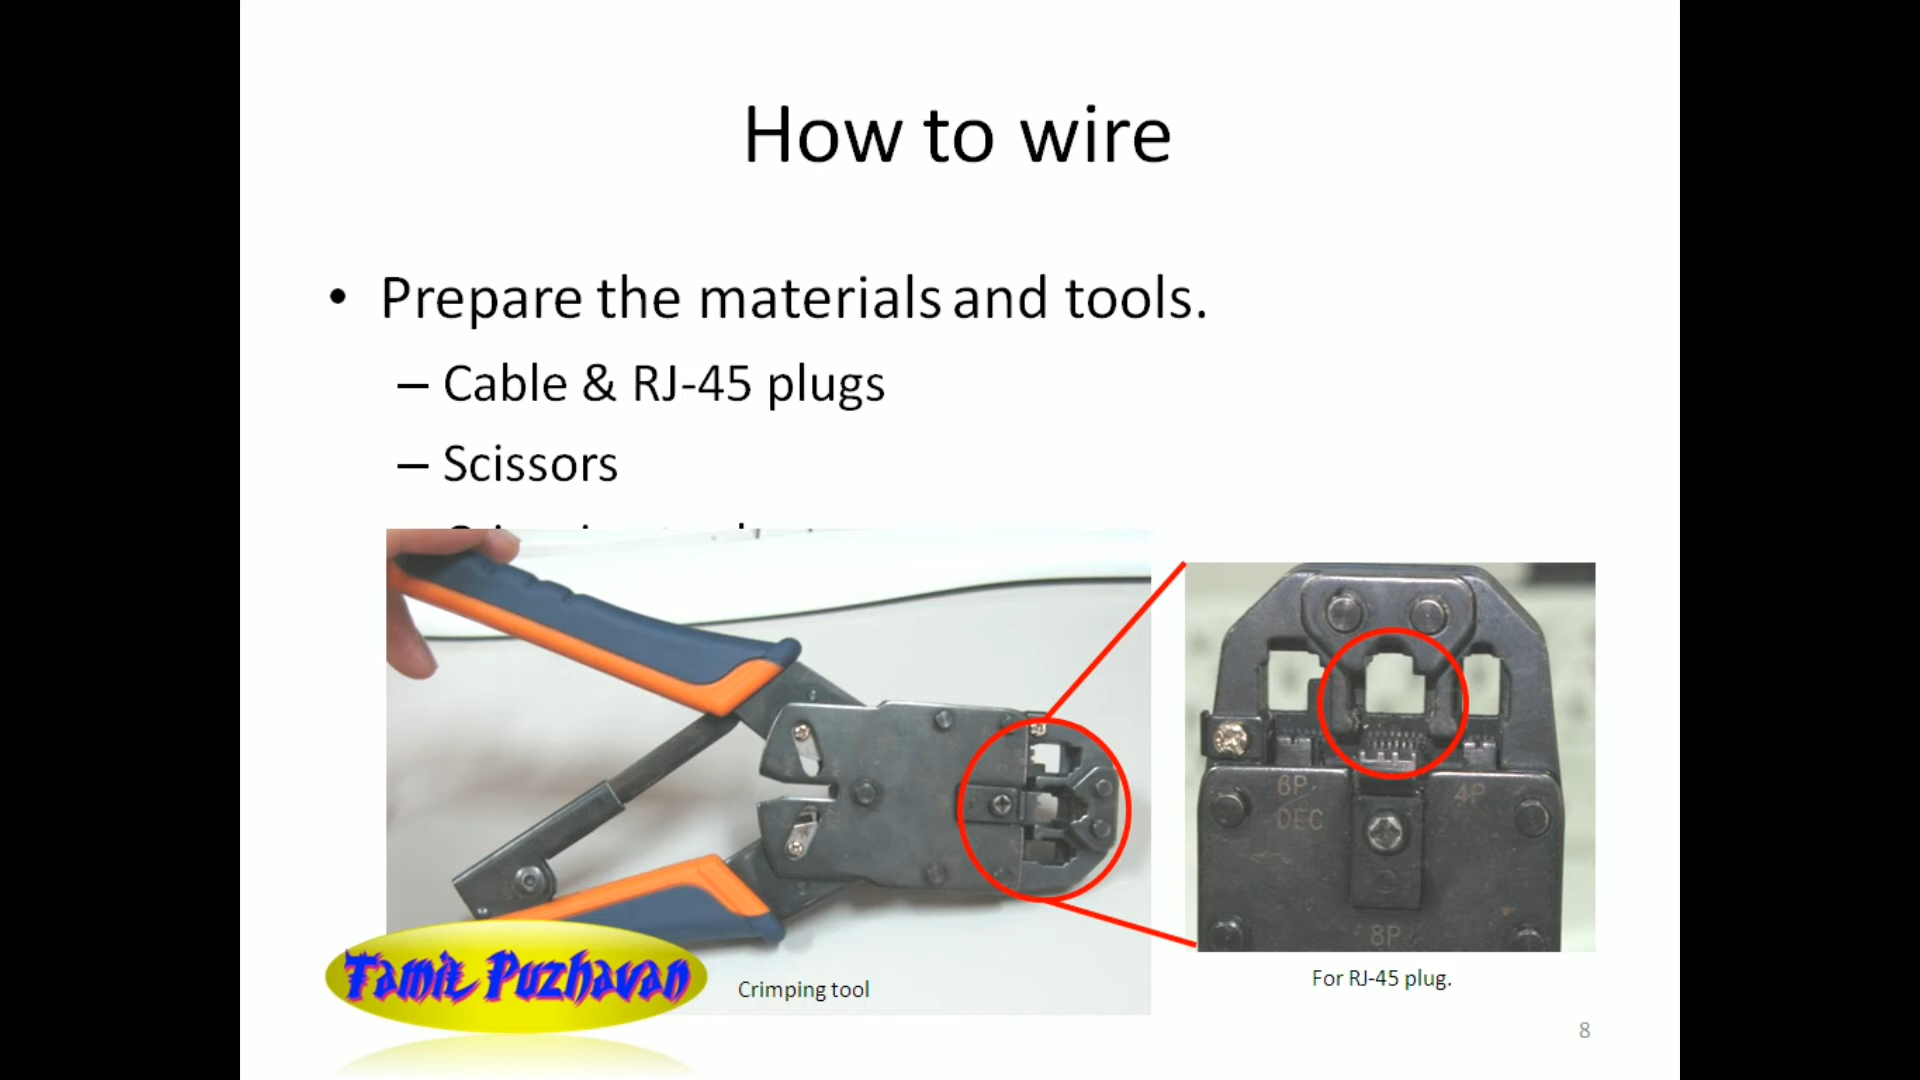 How to wire
• Prepare the materials and tools.
– Cable & RJ-45 plugs
– Scissors
6P
4P
DEC
8P
Tamil Puzhavan
Crimping tool
For RJ-45 plug.
8